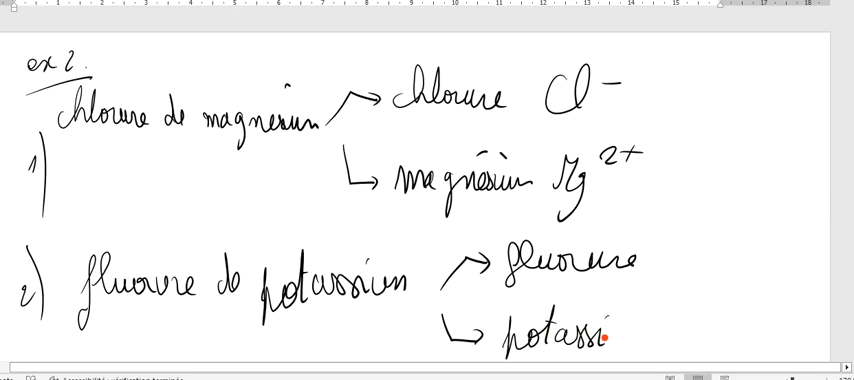 ex 2.
chlorure de magnésium → chlorure Cl⁻
1)
→ magnésium Mg²⁺
2) fluorure de potassium → fluorure
→ potassi